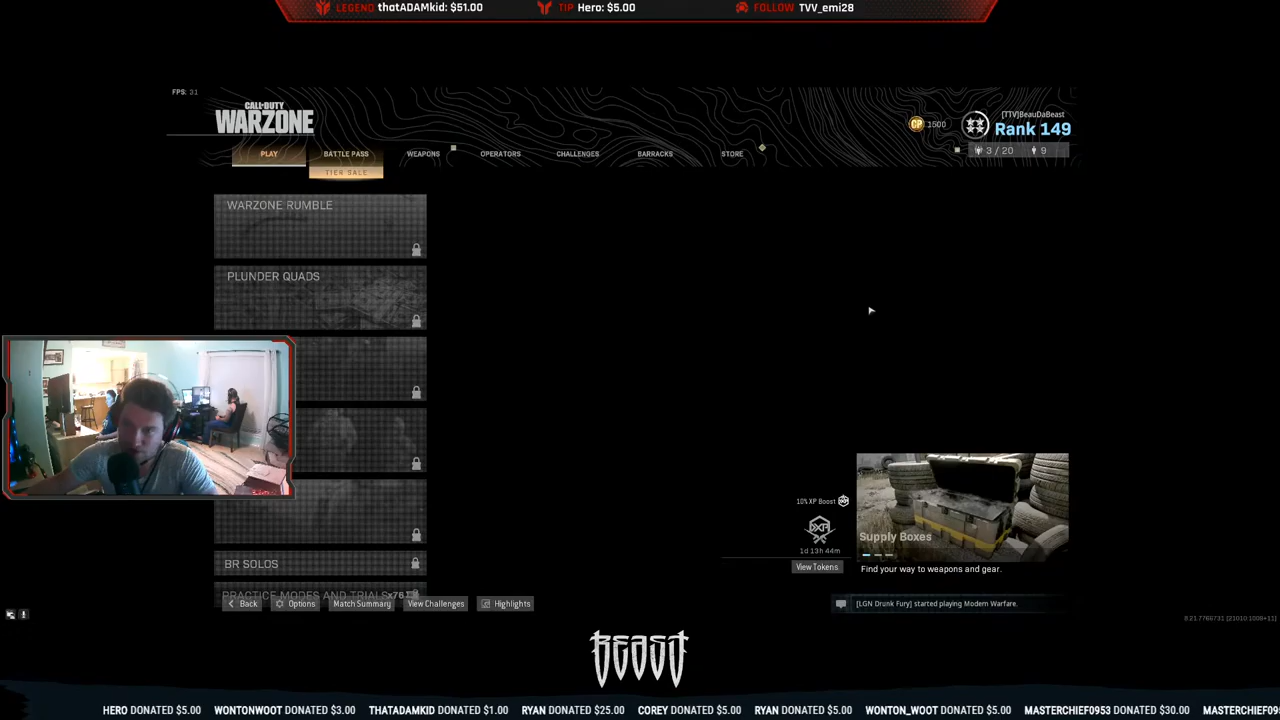 LEGEND thatADAMkid: $51.00 TIP Hero: $5.00 FOLLOW TVV_emi28
FPS: 31
CALL OF DUTY
WARZONE
CP 1500
[TTV]BeauDaBeast
Rank 149
3 / 20 9
PLAY BATTLE PASS WEAPONS OPERATORS CHALLENGES BARRACKS STORE
TIER SALE
WARZONE RUMBLE
PLUNDER QUADS
BR SOLOS
PRACTICE MODES AND TRIALS
10% XP Boost
1d 13h 44m
View Tokens
Supply Boxes
Find your way to weapons and gear.
Back Options Match Summary View Challenges Highlights
[LGN Drunk Fury] started playing Modern Warfare.
BEAST
HERO DONATED $5.00 WONTONWOOT DONATED $3.00 THATADAMKID DONATED $1.00 RYAN DONATED $25.00 COREY DONATED $5.00 RYAN DONATED $5.00 WONTON_WOOT DONATED $5.00 MASTERCHIEF0953 DONATED $30.00